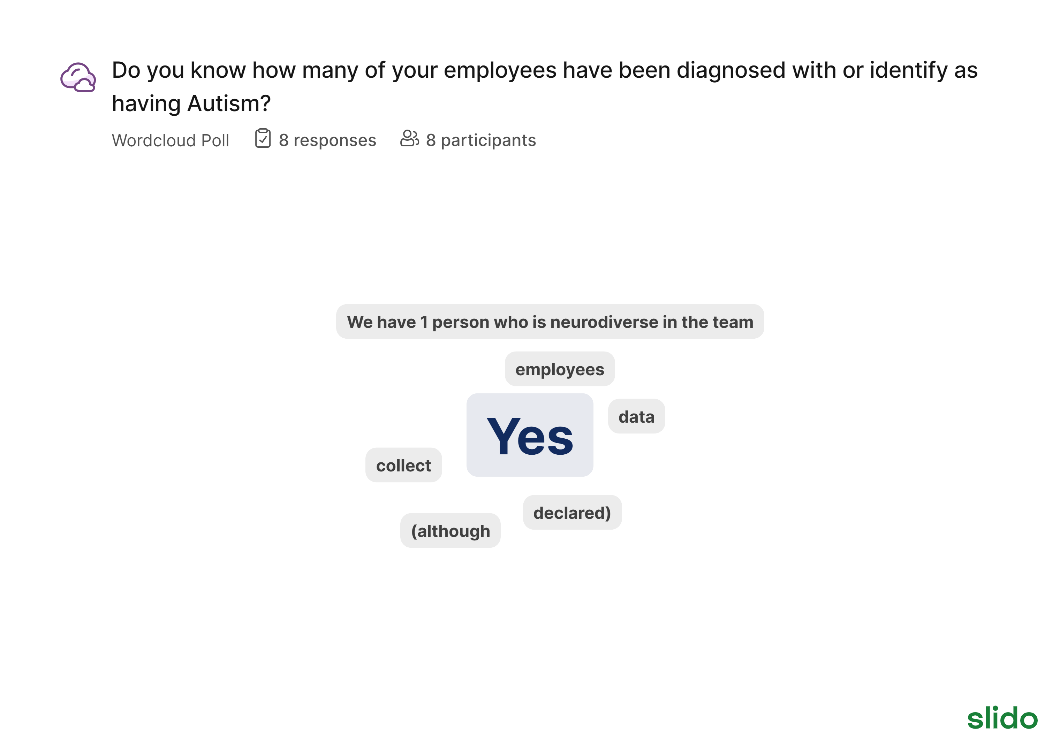 Do you know how many of your employees have been diagnosed with or identify as
having Autism?
Wordcloud Poll 8 responses 8 participants
We have 1 person who is neurodiverse in the team
employees
Yes
data
collect
declared)
(although
slido